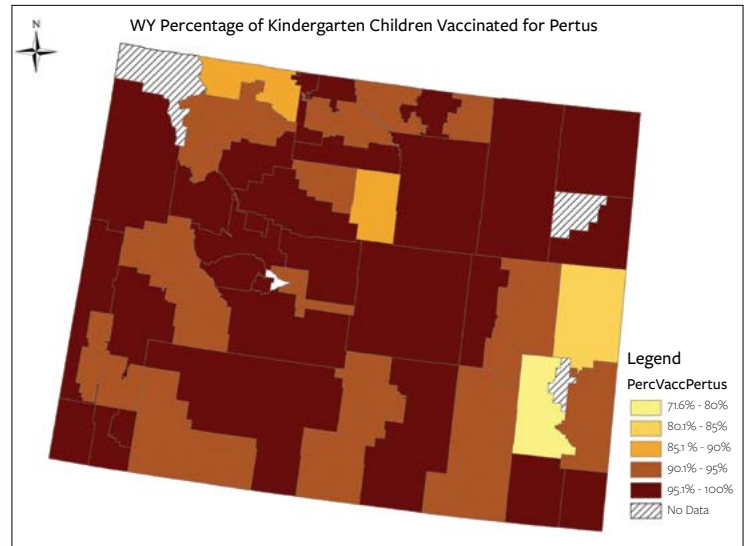 WY Percentage of Kindergarten Children Vaccinated for Pertus
N
Legend
PercVaccPertus
71.6% - 80%
80.1% - 85%
85.1 % - 90%
90.1% - 95%
95.1% - 100%
No Data